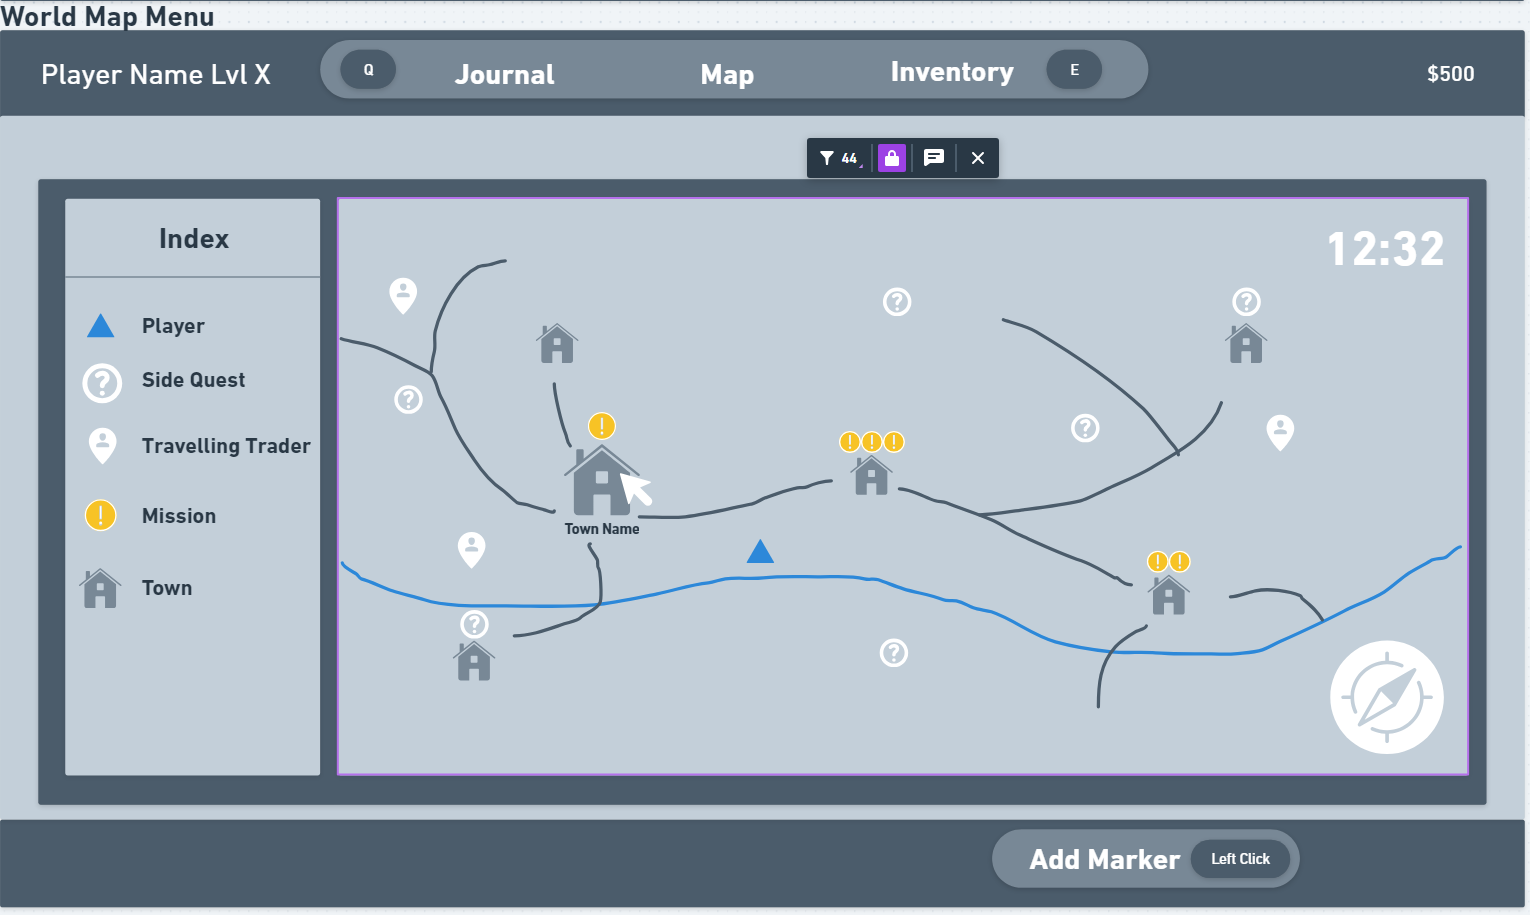 World Map Menu
Player Name Lvl X
Q
Journal
Map
Inventory
E
$500
44
Index
Player
Side Quest
Travelling Trader
Mission
Town
12:32
?
?
?
!
! ! !
?
Town Name
! !
?
?
Add Marker
Left Click